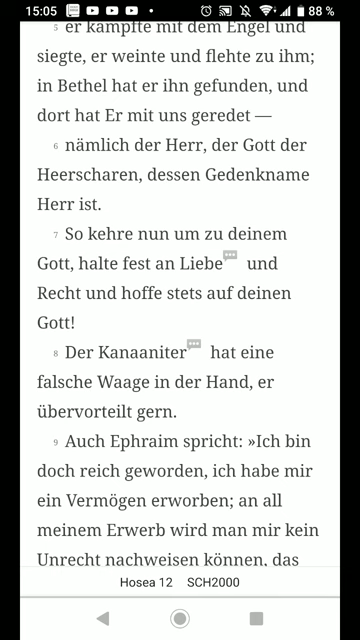 15:05
88 %
5 er kämpfte mit dem Engel und
siegte, er weinte und flehte zu ihm;
in Bethel hat er ihn gefunden, und
dort hat Er mit uns geredet —
6 nämlich der Herr, der Gott der
Heerscharen, dessen Gedenkname
Herr ist.
7 So kehre nun um zu deinem
Gott, halte fest an Liebe und
Recht und hoffe stets auf deinen
Gott!
8 Der Kanaaniter hat eine
falsche Waage in der Hand, er
übervorteilt gern.
9 Auch Ephraim spricht: »Ich bin
doch reich geworden, ich habe mir
ein Vermögen erworben; an all
meinem Erwerb wird man mir kein
Unrecht nachweisen können, das
Hosea 12 SCH2000